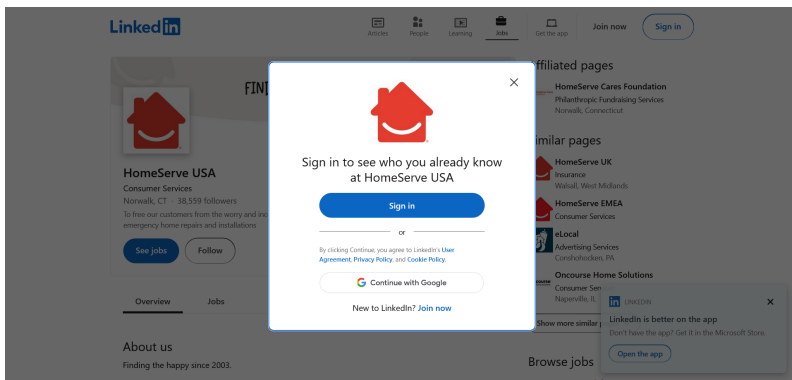 LinkedIn
Articles
People
Learning
Jobs
Get the app
Join now
Sign in
FIN
HomeServe USA
Consumer Services
Norwalk, CT · 38,559 followers
To free our customers from the worry and inc
emergency home repairs and installations
See jobs
Follow
Overview
Jobs
About us
Finding the happy since 2003.
Sign in to see who you already know
at HomeServe USA
Sign in
or
By clicking Continue, you agree to LinkedIn's User
Agreement, Privacy Policy, and Cookie Policy.
Continue with Google
New to LinkedIn? Join now
ffiliated pages
HomeServe Cares Foundation
Philanthropic Fundraising Services
Norwalk, Connecticut
imilar pages
HomeServe UK
Insurance
Walsall, West Midlands
HomeServe EMEA
Consumer Services
eLocal
Advertising Services
Conshohocken, PA
Oncourse Home Solutions
Consumer Services
Naperville, IL
Show more similar p
Browse jobs
LINKEDIN
LinkedIn is better on the app
Don't have the app? Get it in the Microsoft Store.
Open the app